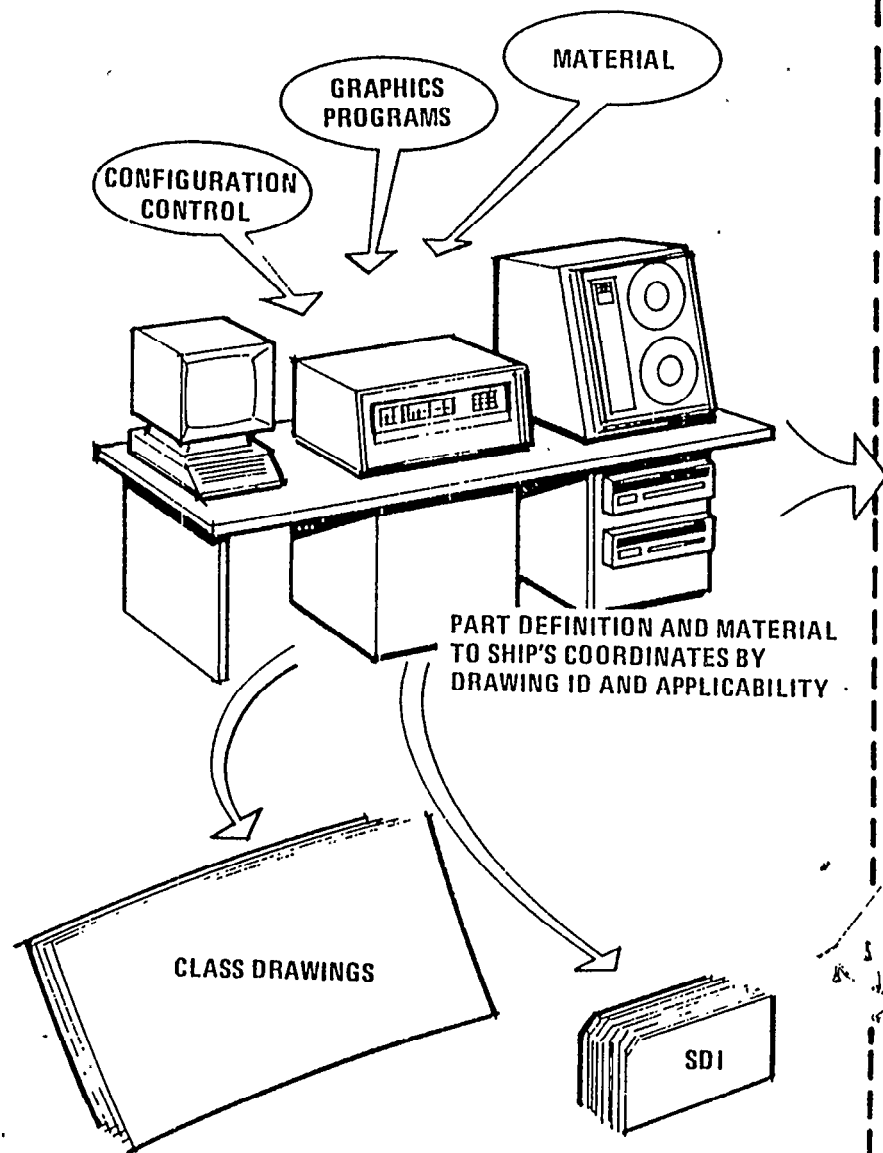 MATERIAL
GRAPHICS
PROGRAMS
CONFIGURATION
CONTROL
PART DEFINITION AND MATERIAL
TO SHIP'S COORDINATES BY
DRAWING ID AND APPLICABILITY
CLASS DRAWINGS
SDI